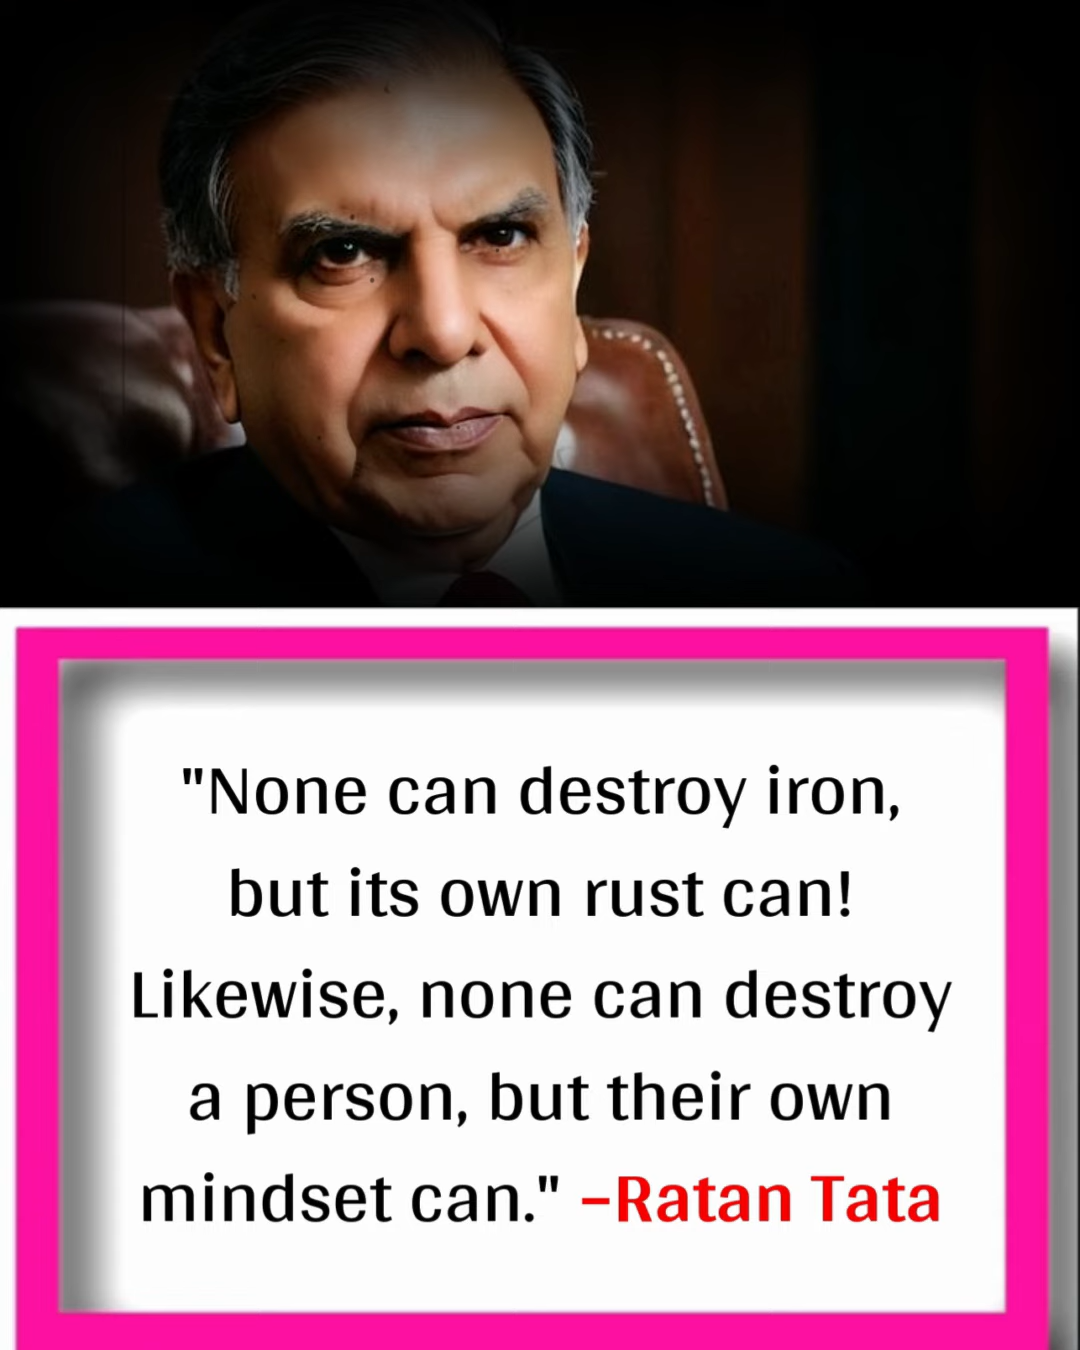 "None can destroy iron,
but its own rust can!
Likewise, none can destroy
a person, but their own
mindset can." –Ratan Tata